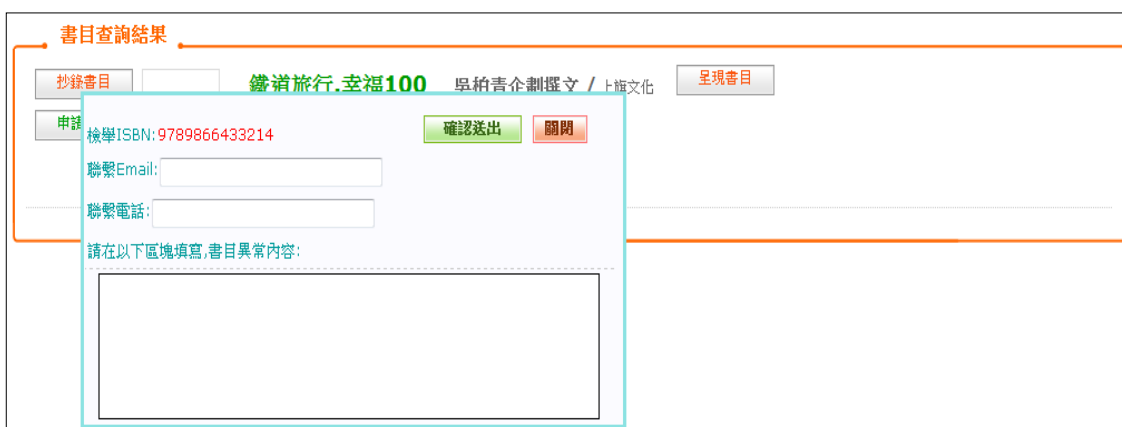 書目查詢結果
抄錄書目 鐵道旅行.幸福100 吳柏青企劃撰文 / 上旗文化 呈現書目
申請
檢舉ISBN:9789866433214 確認送出 關閉
聯繫Email:
聯繫電話:
請在以下區塊填寫,書目異常內容: